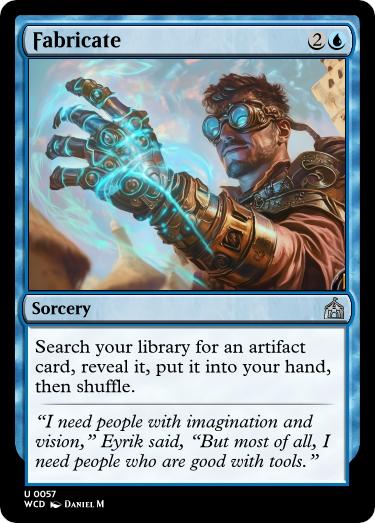 Fabricate 2
Sorcery
Search your library for an artifact
card, reveal it, put it into your hand,
then shuffle.
“I need people with imagination and
vision,” Eyrik said, “But most of all, I
need people who are good with tools.”
U 0057
WCD Daniel M